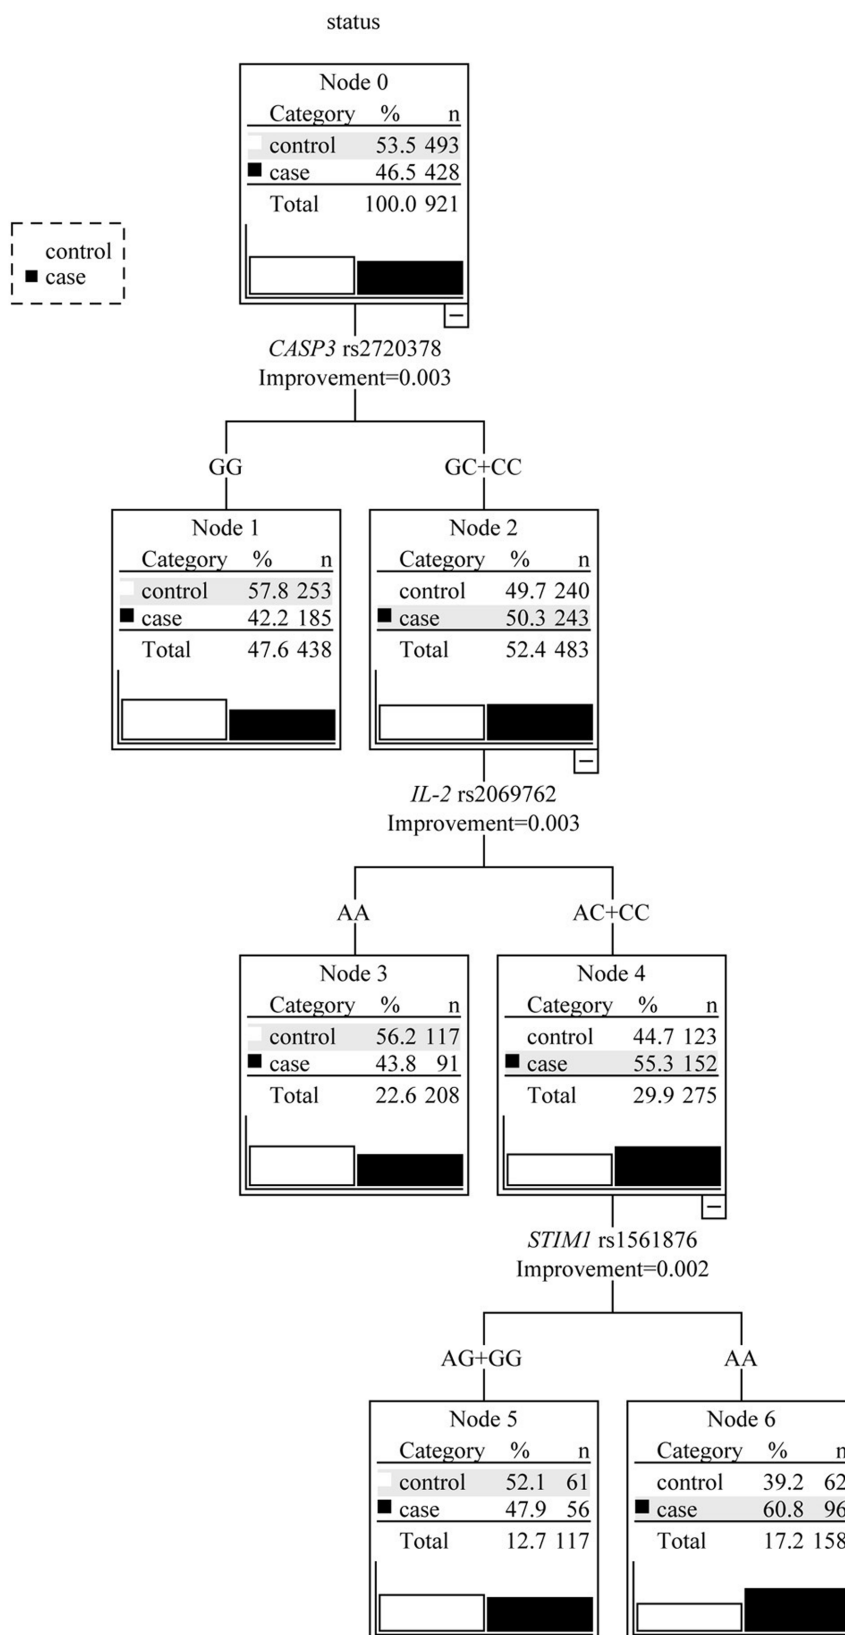 status
Node 0
Category % n
control 53.5 493
case 46.5 428
Total 100.0 921
control
case
CASP3 rs2720378
Improvement=0.003
GG GC+CC
Node 1
Category % n
control 57.8 253
case 42.2 185
Total 47.6 438
Node 2
Category % n
control 49.7 240
case 50.3 243
Total 52.4 483
IL-2 rs2069762
Improvement=0.003
AA AC+CC
Node 3
Category % n
control 56.2 117
case 43.8 91
Total 22.6 208
Node 4
Category % n
control 44.7 123
case 55.3 152
Total 29.9 275
STIM1 rs1561876
Improvement=0.002
AG+GG AA
Node 5
Category % n
control 52.1 61
case 47.9 56
Total 12.7 117
Node 6
Category % n
control 39.2 62
case 60.8 96
Total 17.2 158